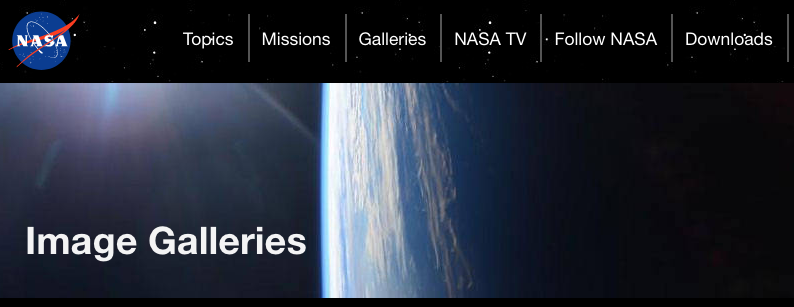 NASA
Topics
Missions
Galleries
NASA TV
Follow NASA
Downloads
Image Galleries